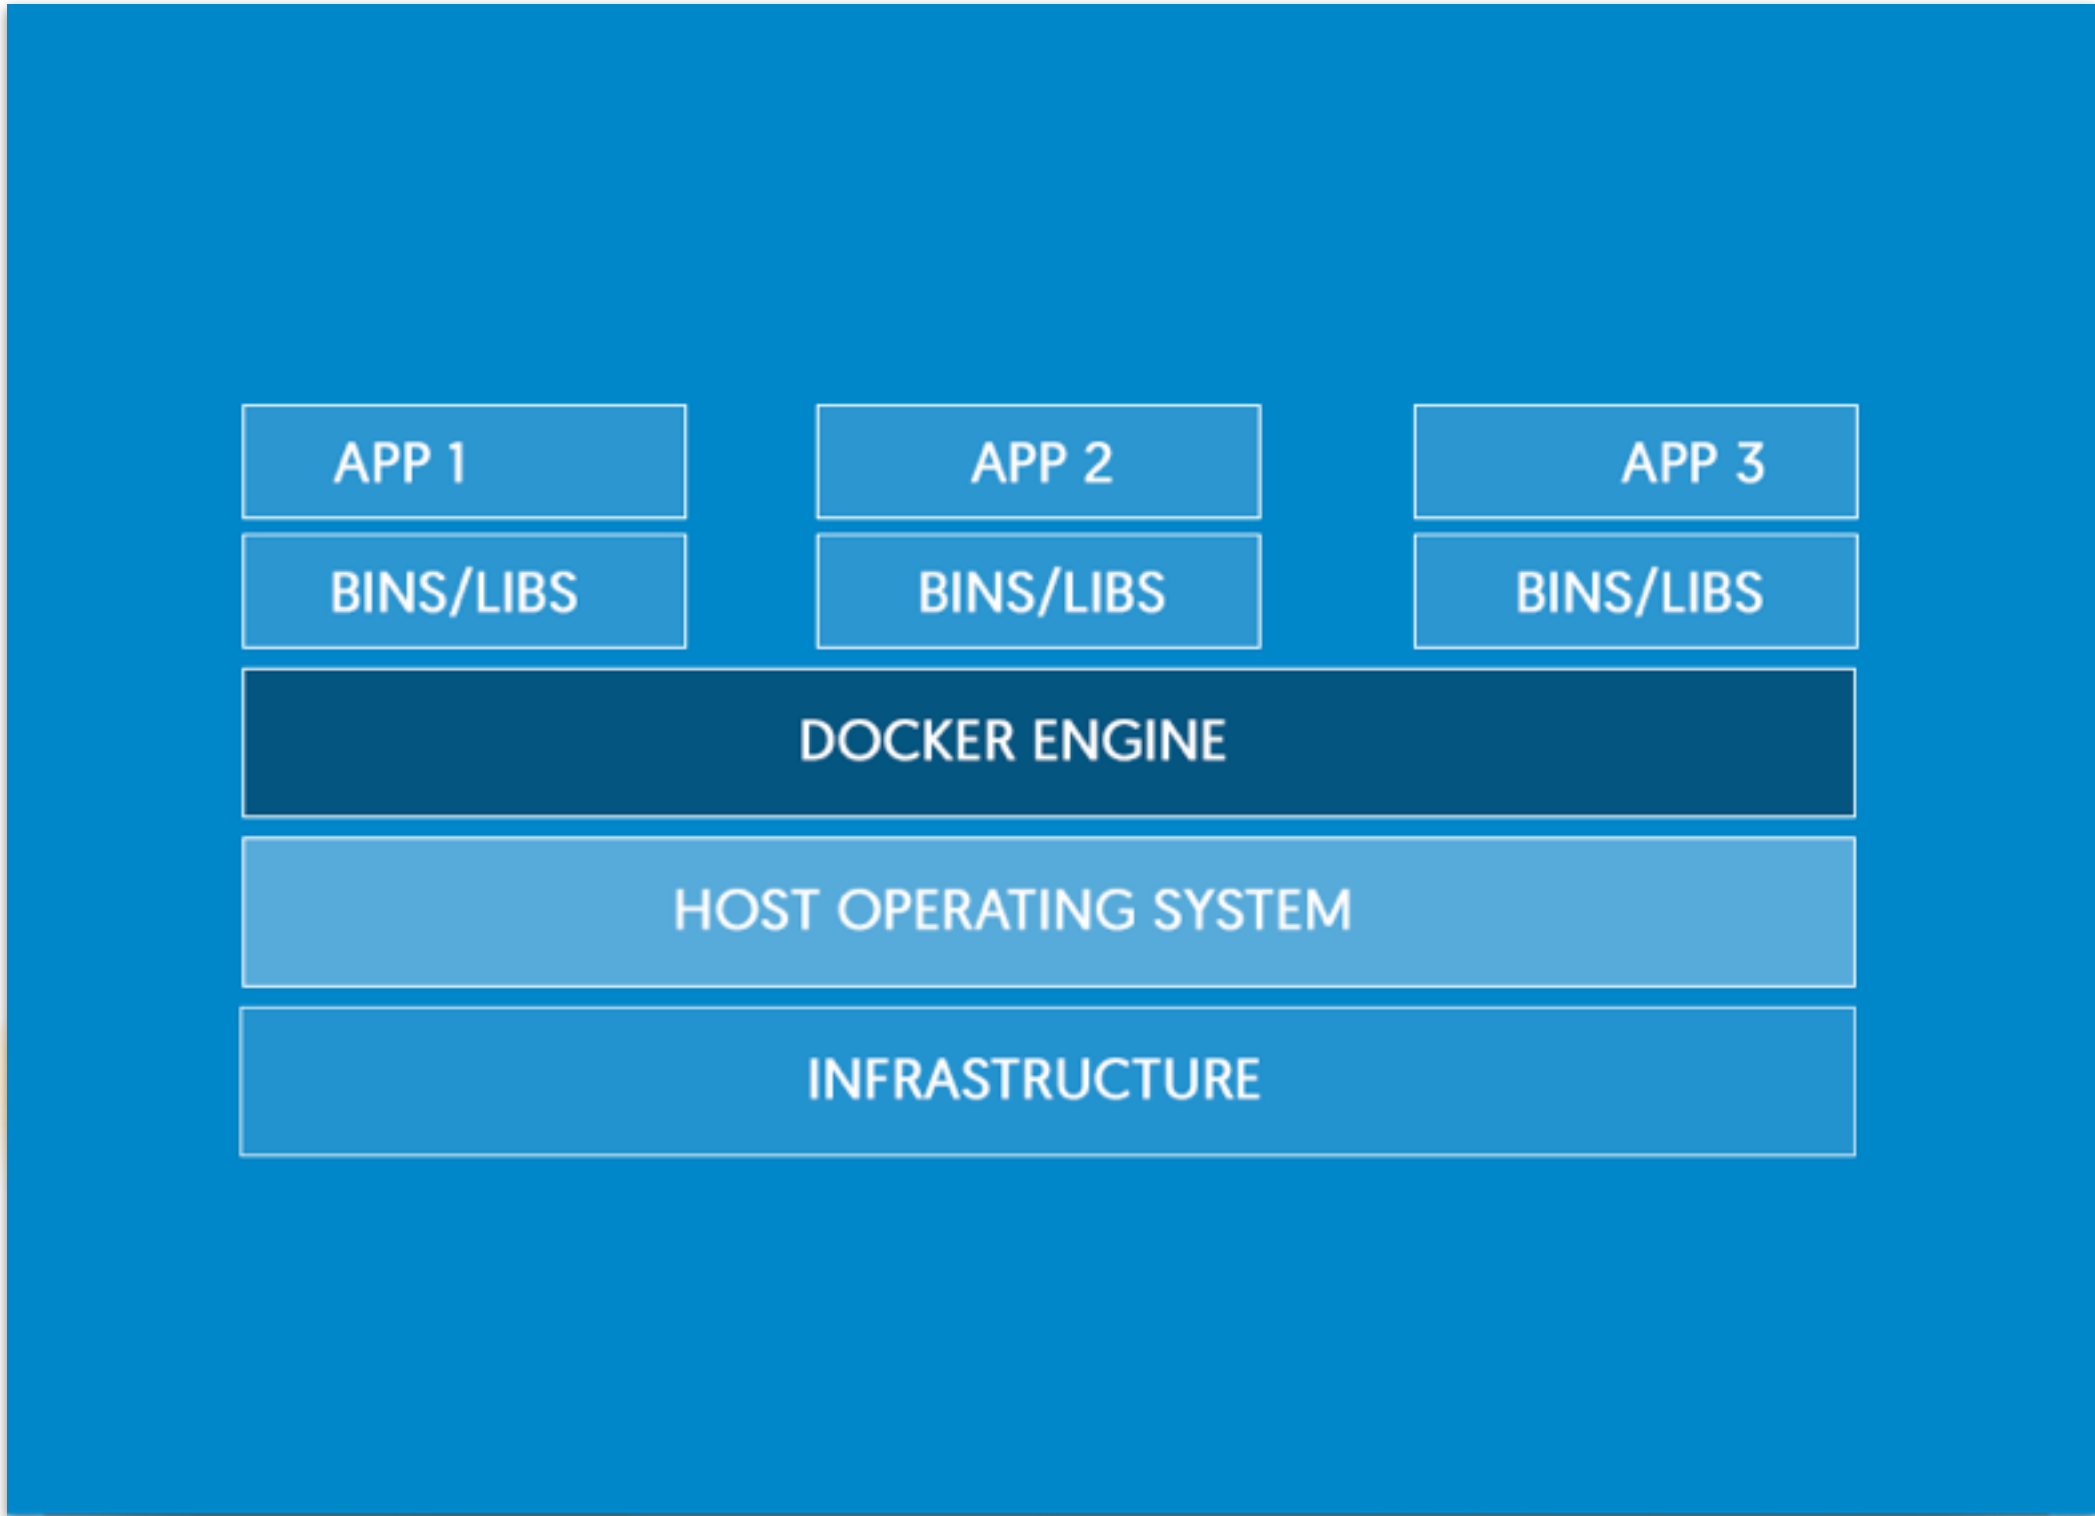 APP 1
APP 2
APP 3
BINS/LIBS
BINS/LIBS
BINS/LIBS
DOCKER ENGINE
HOST OPERATING SYSTEM
INFRASTRUCTURE